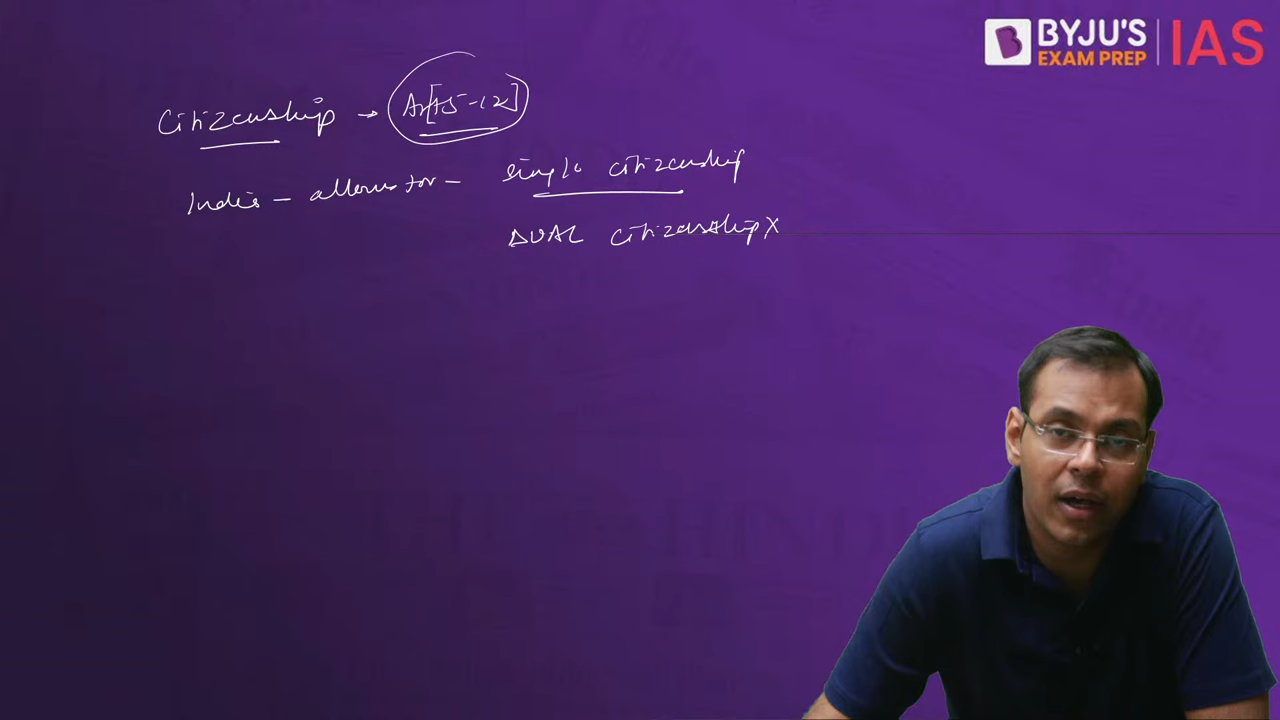 Citizenship → Art[5-12]
India - allows for - single citizenship
DUAL citizenship X
BYJU'S
EXAM PREP
IAS